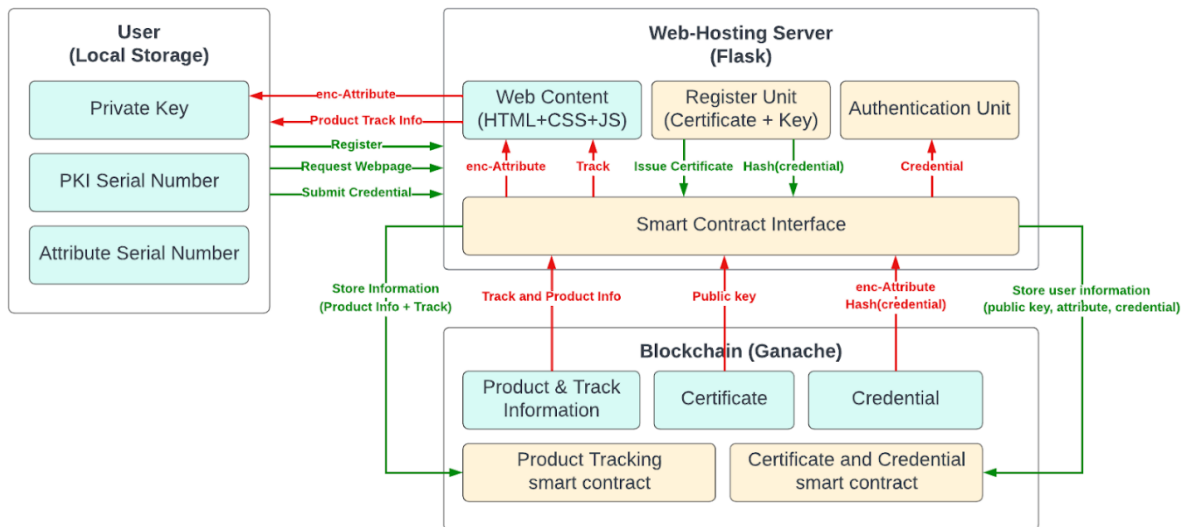 User
(Local Storage)
Private Key
PKI Serial Number
Attribute Serial Number
enc-Attribute
Product Track Info
Register
Request Webpage
Submit Credential
Web-Hosting Server
(Flask)
Web Content
(HTML+CSS+JS)
Register Unit
(Certificate + Key)
Authentication Unit
enc-Attribute
Track
Issue Certificate
Hash(credential)
Credential
Smart Contract Interface
Store Information
(Product Info + Track)
Track and Product Info
Public key
enc-Attribute
Hash(credential)
Store user information
(public key, attribute, credential)
Blockchain (Ganache)
Product & Track
Information
Certificate
Credential
Product Tracking
smart contract
Certificate and Credential
smart contract